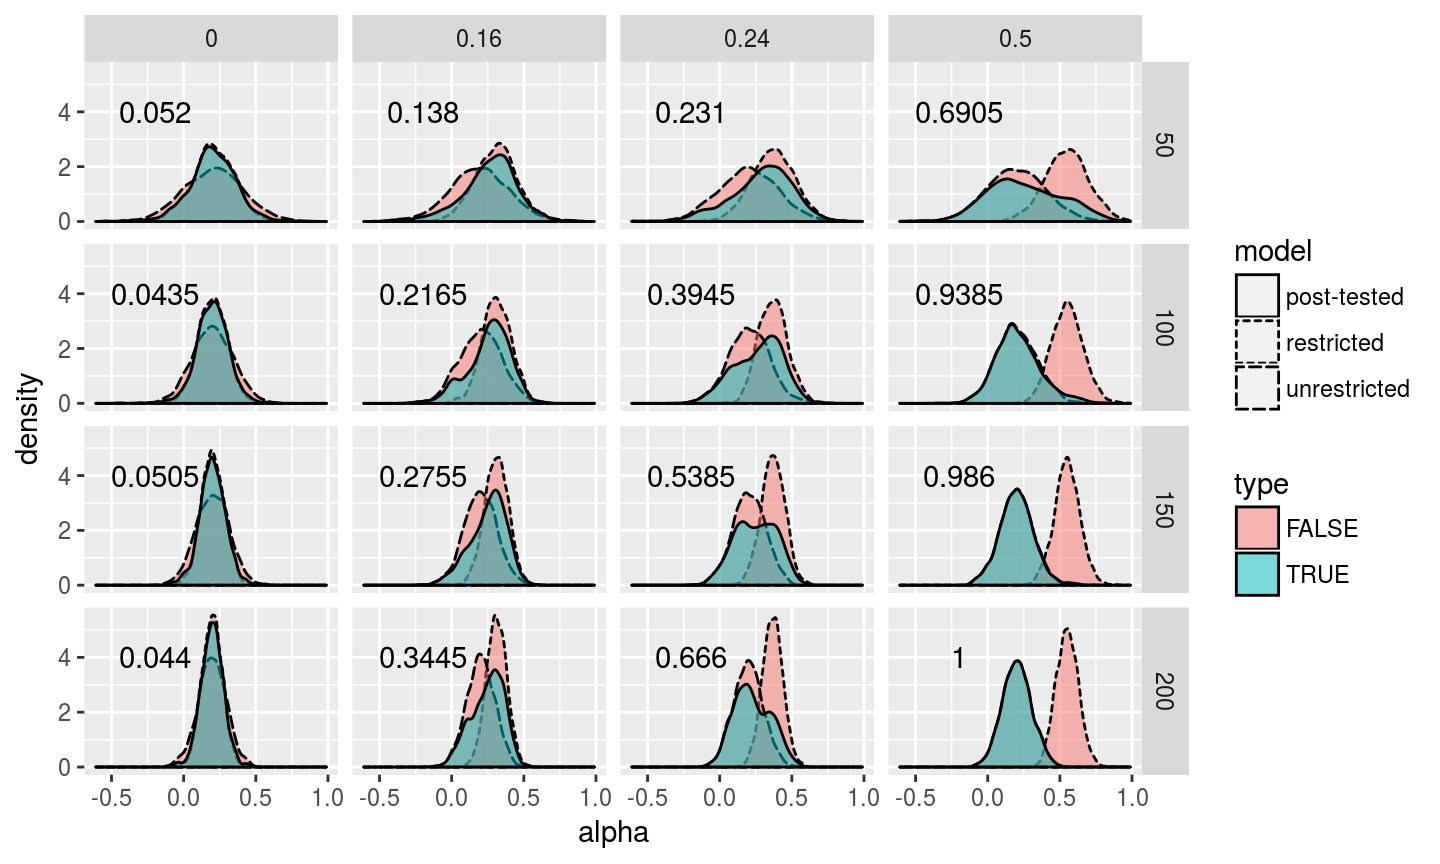 0 0.16 0.24 0.5
4 0.052 0.138 0.231 0.6905 50
2
0
4 0.0435 0.2165 0.3945 0.9385 100
2
0
4 0.0505 0.2755 0.5385 0.986 150
2
0
4 0.044 0.3445 0.666 1 200
2
0
-0.5 0.0 0.5 1.0 -0.5 0.0 0.5 1.0 -0.5 0.0 0.5 1.0 -0.5 0.0 0.5 1.0
alpha
density
model
post-tested
restricted
unrestricted
type
FALSE
TRUE